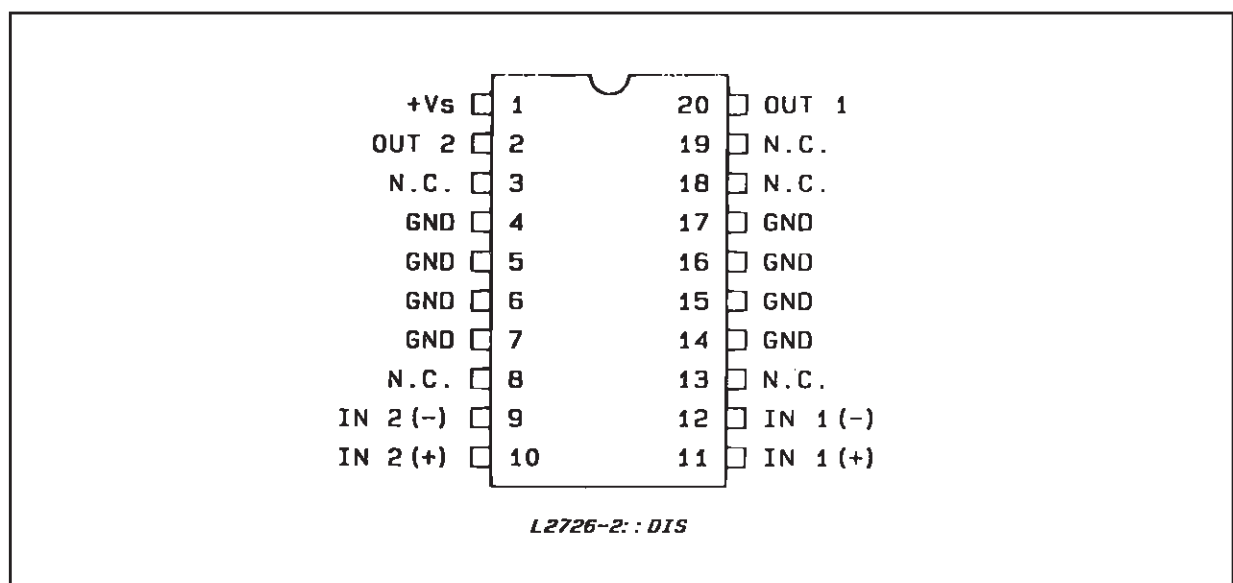 +Vs 1 20 OUT 1
OUT 2 2 19 N.C.
N.C. 3 18 N.C.
GND 4 17 GND
GND 5 16 GND
GND 6 15 GND
GND 7 14 GND
N.C. 8 13 N.C.
IN 2(-) 9 12 IN 1(-)
IN 2(+) 10 11 IN 1(+)
L2726-2::DIS